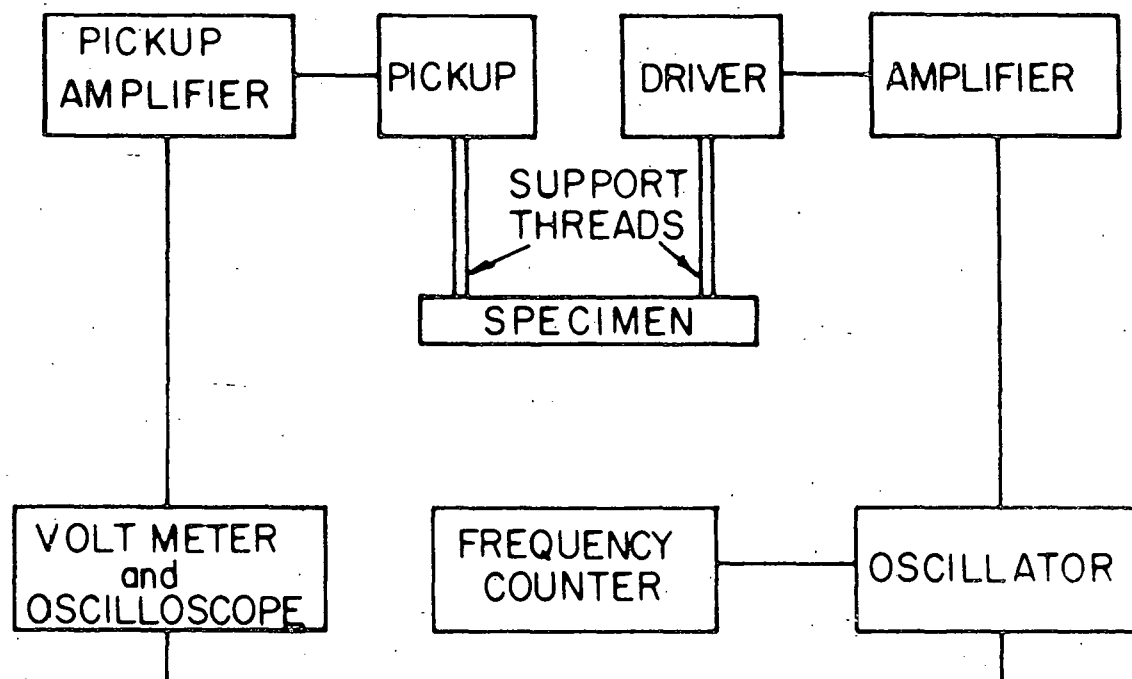 PICKUP
AMPLIFIER
PICKUP
DRIVER
AMPLIFIER
SUPPORT
THREADS
SPECIMEN
VOLT METER
and
OSCILLOSCOPE
FREQUENCY
COUNTER
OSCILLATOR